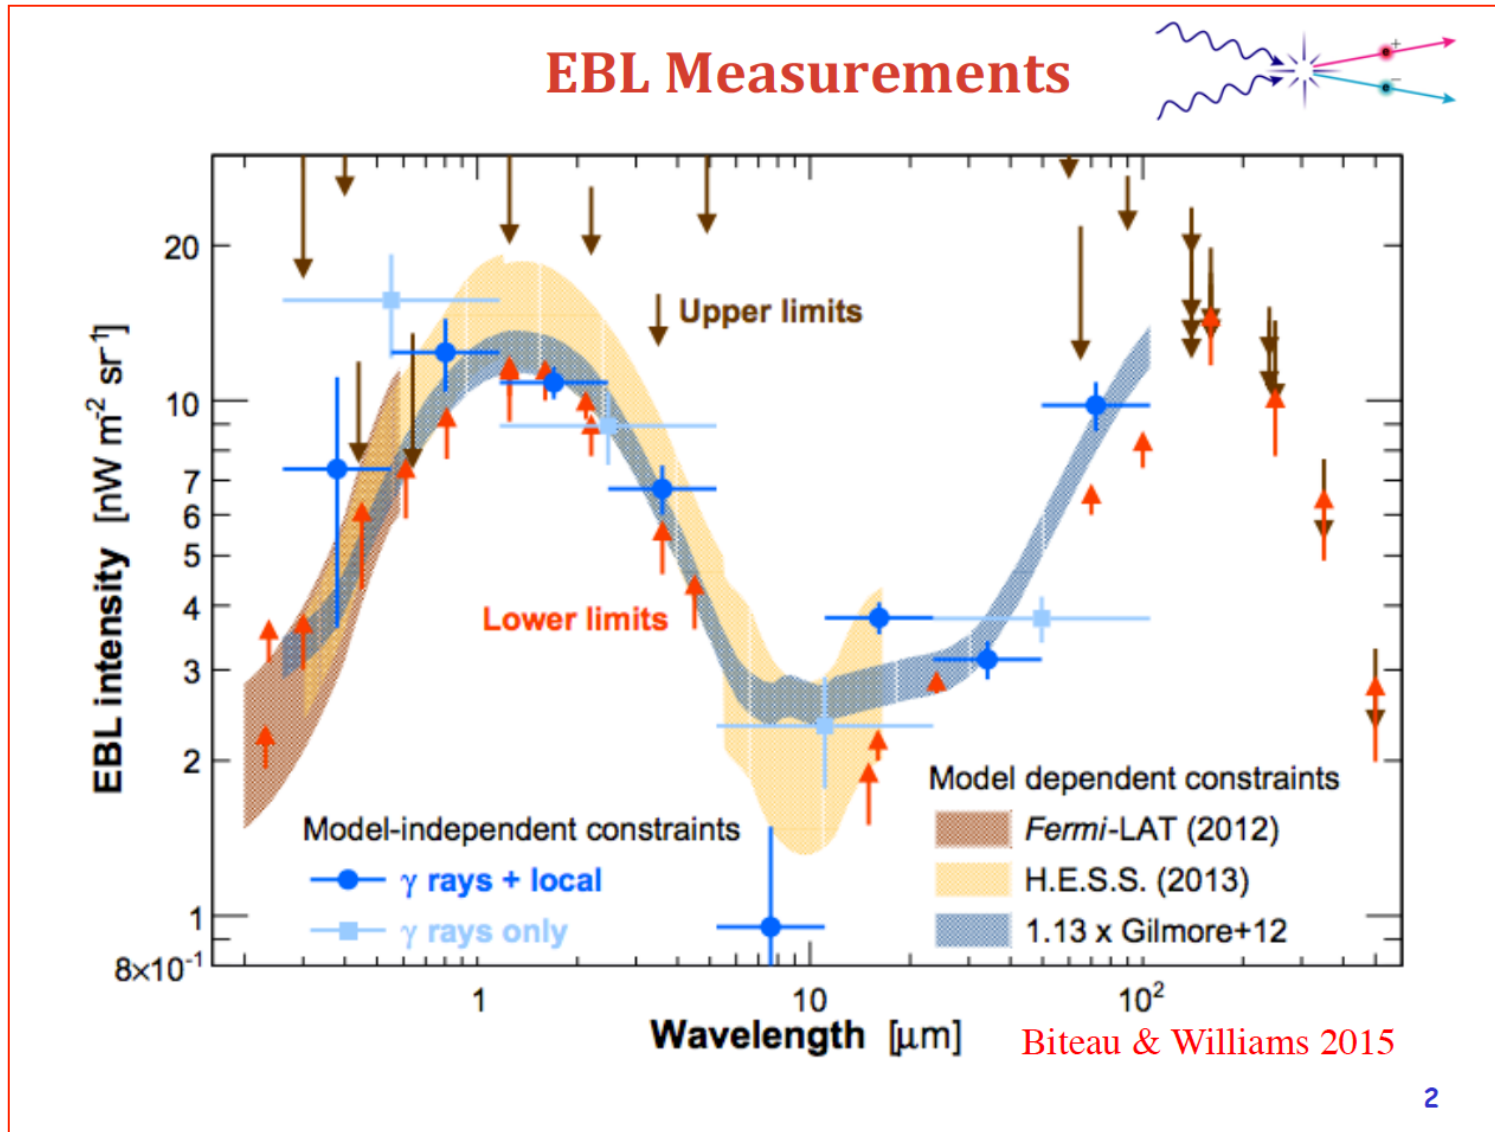 EBL Measurements
+
−
EBL intensity [nW m⁻² sr⁻¹]
20
10
7
6
5
4
3
2
1
8×10⁻¹
Upper limits
Lower limits
Model-independent constraints
γ rays + local
γ rays only
Model dependent constraints
Fermi-LAT (2012)
H.E.S.S. (2013)
1.13 x Gilmore+12
1
10
10²
Wavelength [μm]
Biteau & Williams 2015
2